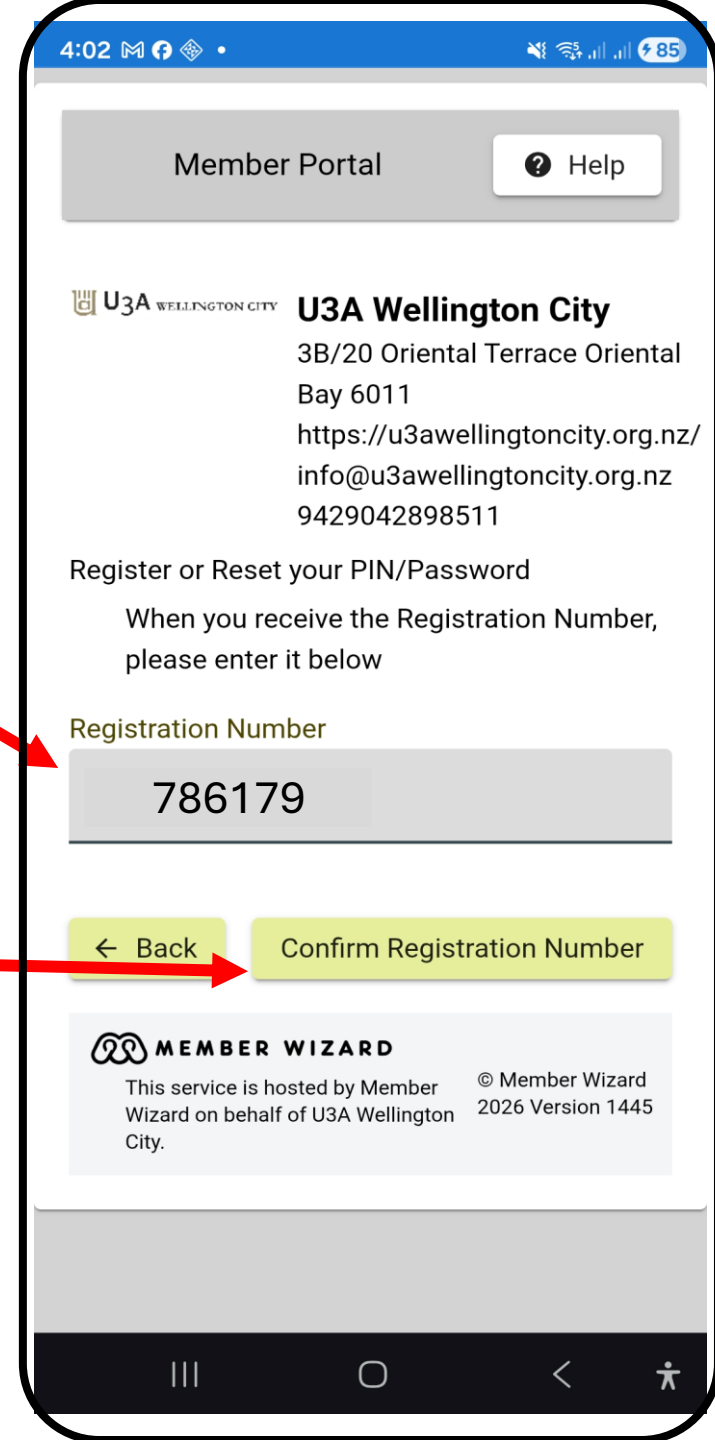 4:02
85
Member Portal
Help
U3A WELLINGTON CITY
U3A Wellington City
3B/20 Oriental Terrace Oriental
Bay 6011
https://u3awellingtoncity.org.nz/
info@u3awellingtoncity.org.nz
9429042898511
Register or Reset your PIN/Password
When you receive the Registration Number,
please enter it below
Registration Number
786179
← Back
Confirm Registration Number
MEMBER WIZARD
This service is hosted by Member
Wizard on behalf of U3A Wellington
City.
© Member Wizard
2026 Version 1445